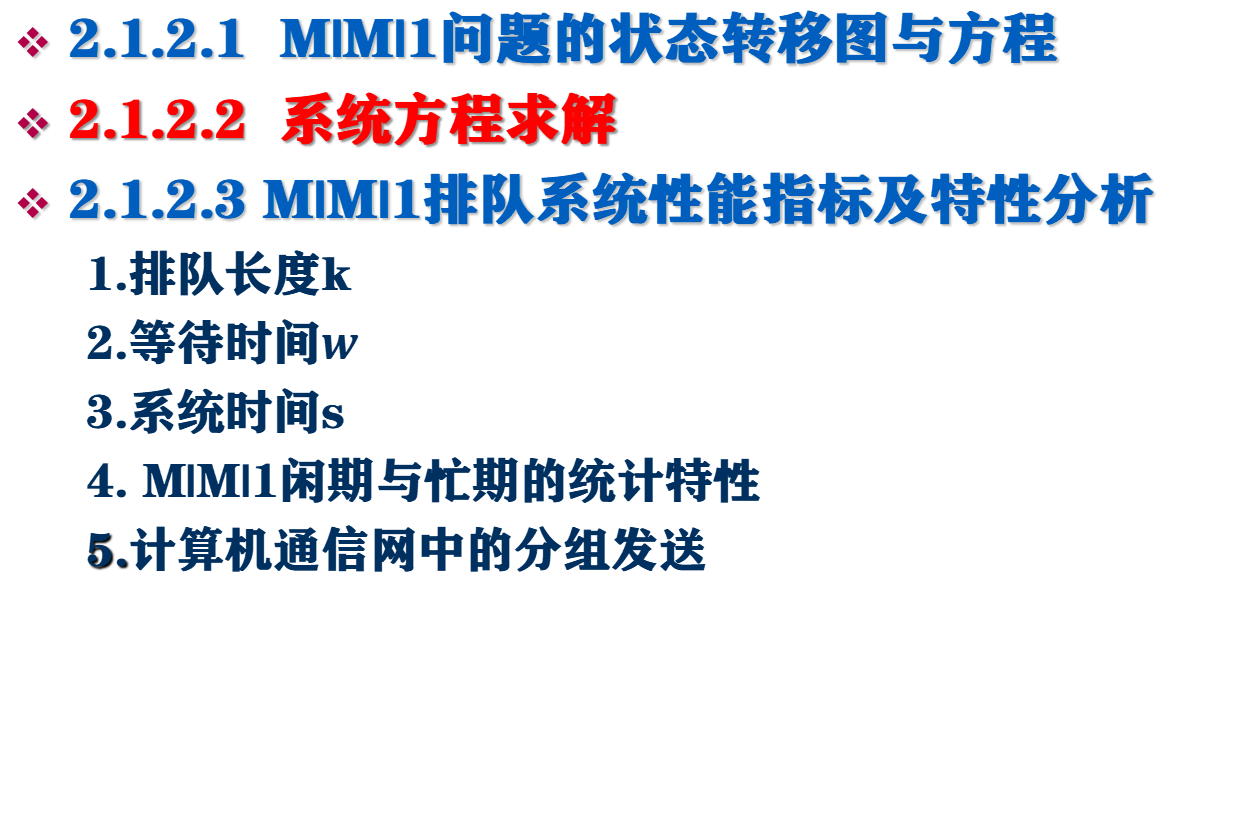 ❖ 2.1.2.1 M|M|1问题的状态转移图与方程
❖ 2.1.2.2 系统方程求解
❖ 2.1.2.3 M|M|1排队系统性能指标及特性分析
1.排队长度k
2.等待时间w
3.系统时间s
4. M|M|1闲期与忙期的统计特性
5.计算机通信网中的分组发送